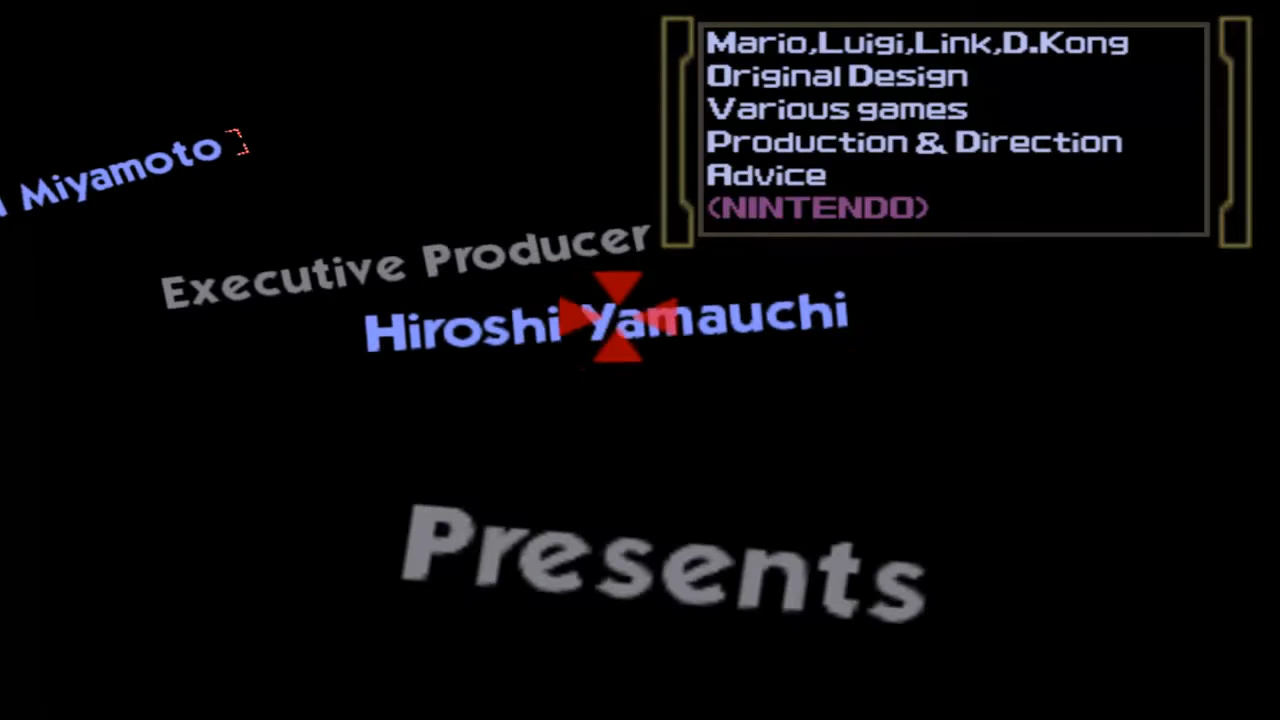 Mario,Luigi,Link,D.Kong
Original Design
Various games
Production & Direction
Advice
(NINTENDO)
Miyamoto
Executive Producer
Hiroshi Yamauchi
Presents